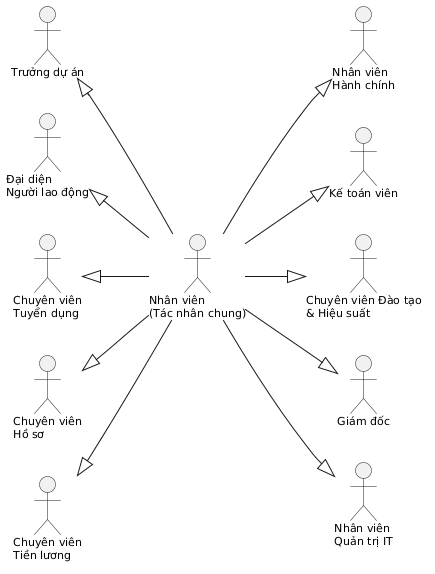 Trưởng dự án
Nhân viên
Hành chính
Đại diện
Người lao động
Kế toán viên
Chuyên viên
Tuyển dụng
Nhân viên
(Tác nhân chung)
Chuyên viên Đào tạo
& Hiệu suất
Chuyên viên
Hồ sơ
Giám đốc
Chuyên viên
Tiền lương
Nhân viên
Quản trị IT